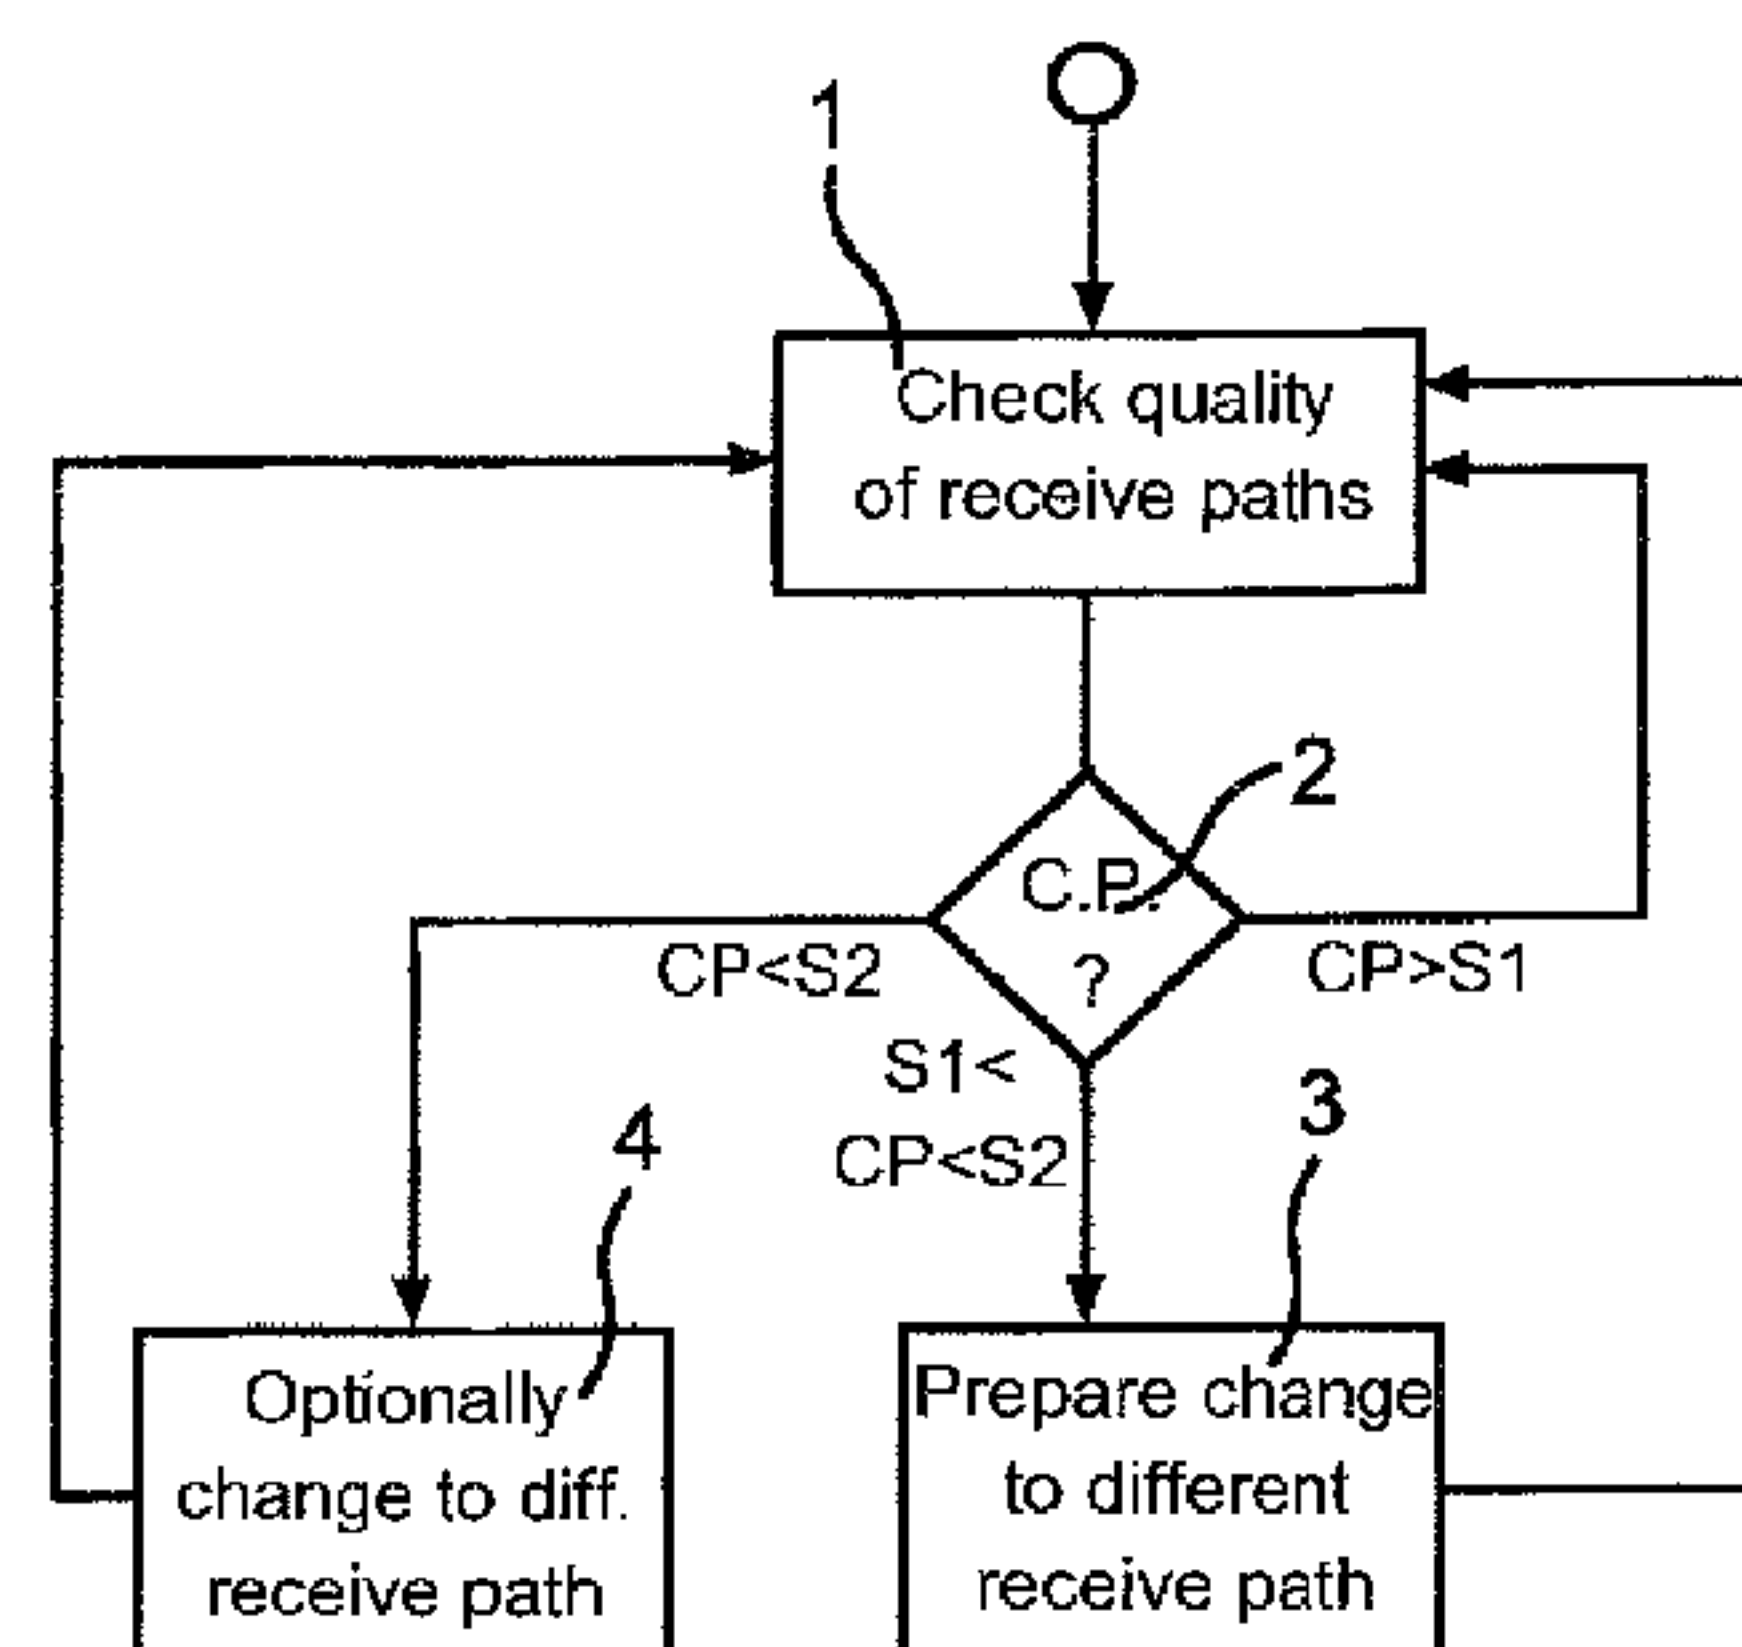 1
Check quality
of receive paths
2
C.P.
?
CP<S2
CP>S1
S1<
CP<S2
3
4
Optionally
change to diff.
receive path
Prepare change
to different
receive path